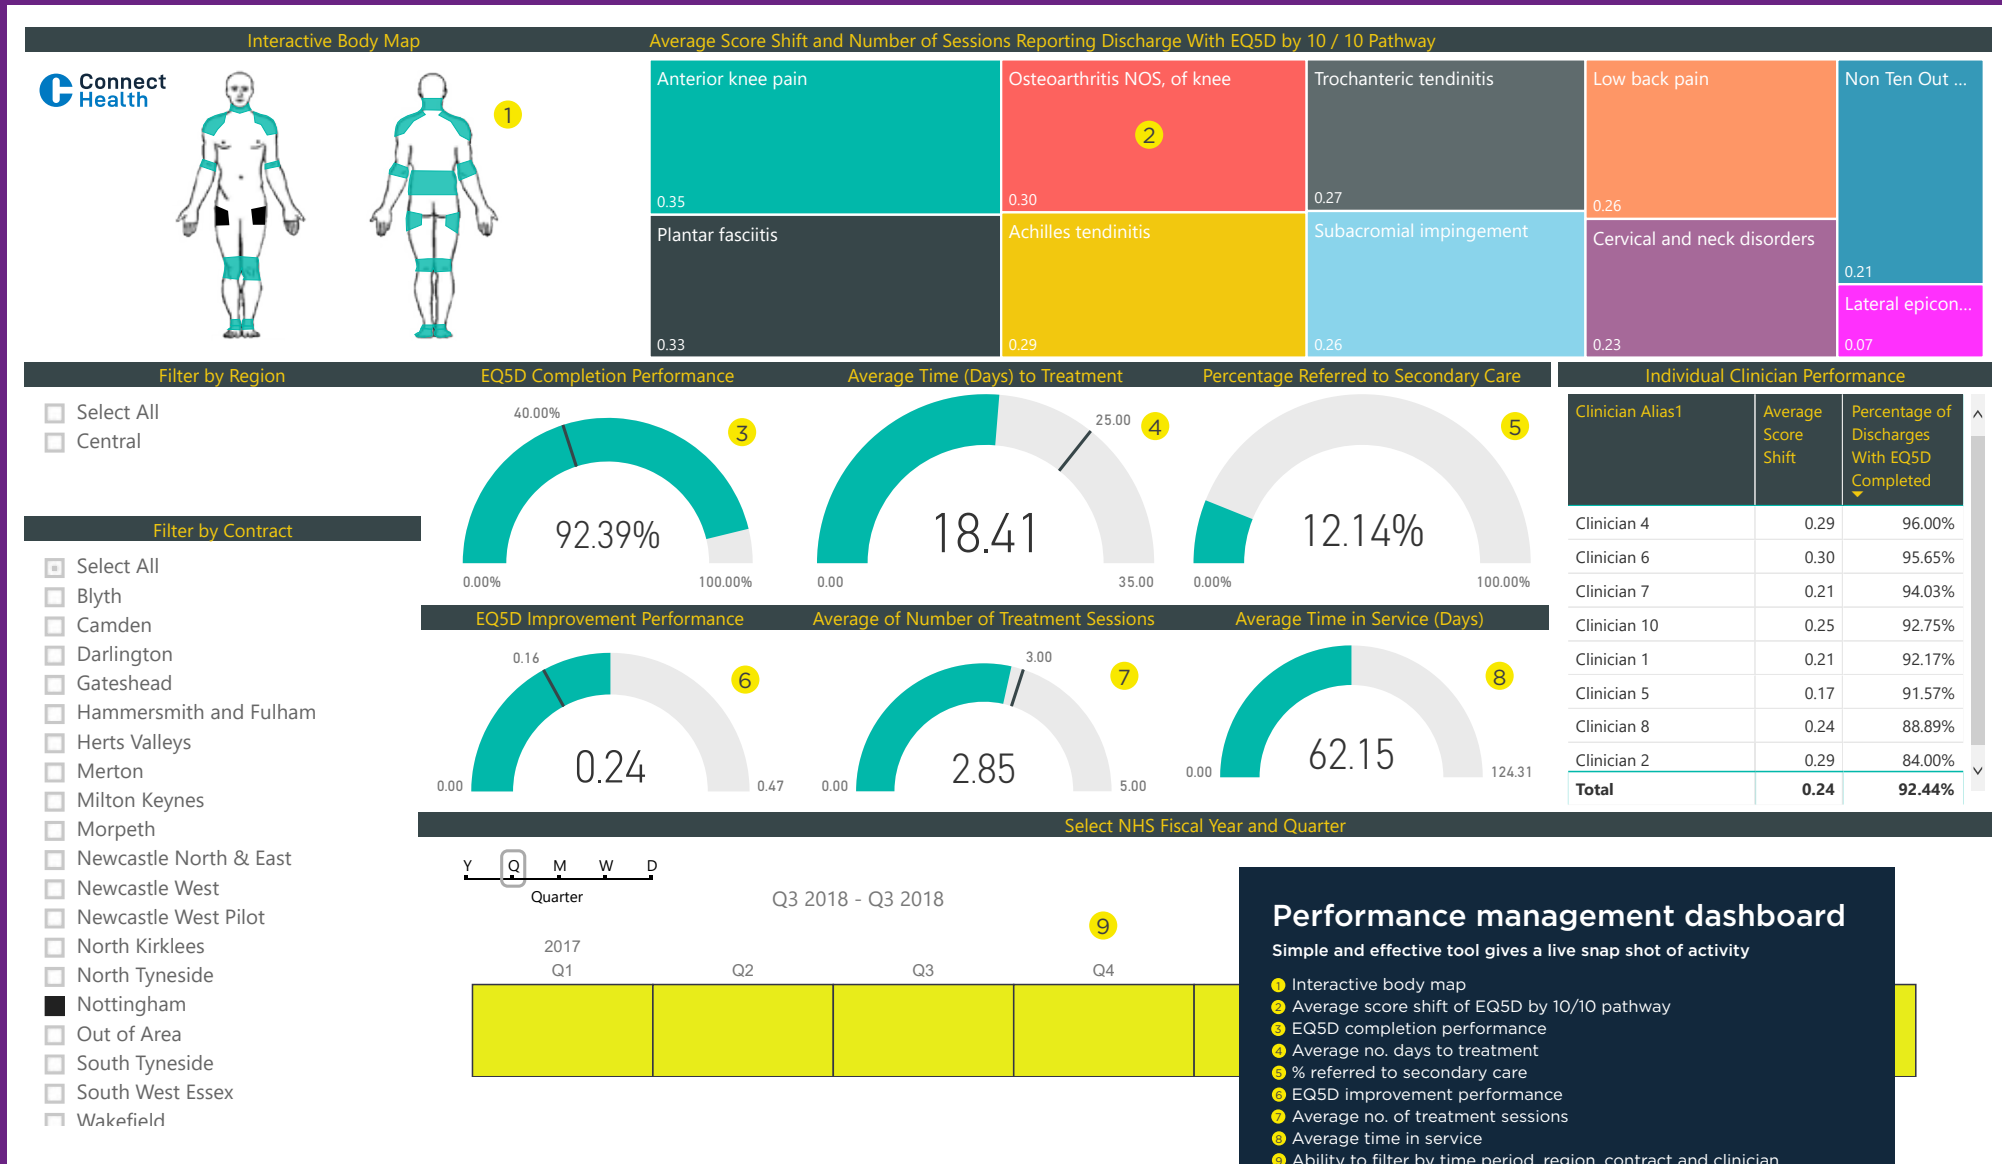 Interactive Body Map
Average Score Shift and Number of Sessions Reporting Discharge With EQ5D by 10 / 10 Pathway
Connect
Health
1
Anterior knee pain
0.35
Osteoarthritis NOS, of knee
2
0.30
Trochanteric tendinitis
0.27
Low back pain
0.26
Non Ten Out ...
0.21
Plantar fasciitis
0.33
Achilles tendinitis
0.29
Subacromial impingement
0.26
Cervical and neck disorders
0.23
Lateral epicon...
0.07
Filter by Region
Select All
Central
Filter by Contract
Select All
Blyth
Camden
Darlington
Gateshead
Hammersmith and Fulham
Herts Valleys
Merton
Milton Keynes
Morpeth
Newcastle North & East
Newcastle West
Newcastle West Pilot
North Kirklees
North Tyneside
Nottingham
Out of Area
South Tyneside
South West Essex
Wakefield
EQ5D Completion Performance
40.00%
3
92.39%
0.00%
100.00%
Average Time (Days) to Treatment
25.00
4
18.41
0.00
35.00
Percentage Referred to Secondary Care
5
12.14%
0.00%
100.00%
EQ5D Improvement Performance
0.16
6
0.24
0.00
0.47
Average of Number of Treatment Sessions
3.00
7
2.85
0.00
5.00
Average Time in Service (Days)
8
62.15
0.00
124.31
Individual Clinician Performance
Clinician Alias1
Average
Score
Shift
Percentage of
Discharges
With EQ5D
Completed
Clinician 4 0.29 96.00%
Clinician 6 0.30 95.65%
Clinician 7 0.21 94.03%
Clinician 10 0.25 92.75%
Clinician 1 0.21 92.17%
Clinician 5 0.17 91.57%
Clinician 8 0.24 88.89%
Clinician 2 0.29 84.00%
Total 0.24 92.44%
Select NHS Fiscal Year and Quarter
Y Q M W D
Quarter
Q3 2018 - Q3 2018
9
2017
Q1 Q2 Q3 Q4
Performance management dashboard
Simple and effective tool gives a live snap shot of activity
1 Interactive body map
2 Average score shift of EQ5D by 10/10 pathway
3 EQ5D completion performance
4 Average no. days to treatment
5 % referred to secondary care
6 EQ5D improvement performance
7 Average no. of treatment sessions
8 Average time in service
9 Ability to filter by time period, region, contract and clinician